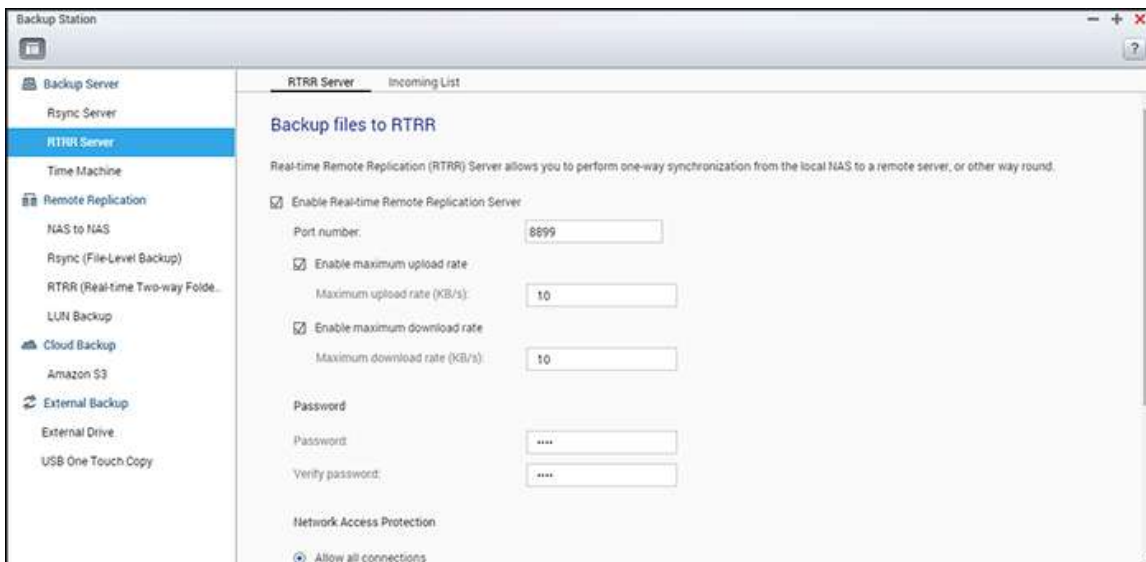 Backup Station
?
Backup Server
Rsync Server
RTRR Server
Time Machine
Remote Replication
NAS to NAS
Rsync (File-Level Backup)
RTRR (Real-time Two-way Folde..
LUN Backup
Cloud Backup
Amazon S3
External Backup
External Drive
USB One Touch Copy
RTRR Server Incoming List
Backup files to RTRR
Real-time Remote Replication (RTRR) Server allows you to perform one-way synchronization from the local NAS to a remote server, or other way round.
Enable Real-time Remote Replication Server
Port number: 8899
Enable maximum upload rate
Maximum upload rate (KB/s): 10
Enable maximum download rate
Maximum download rate (KB/s): 10
Password
Password: ••••
Verify password: ••••
Network Access Protection
Allow all connections